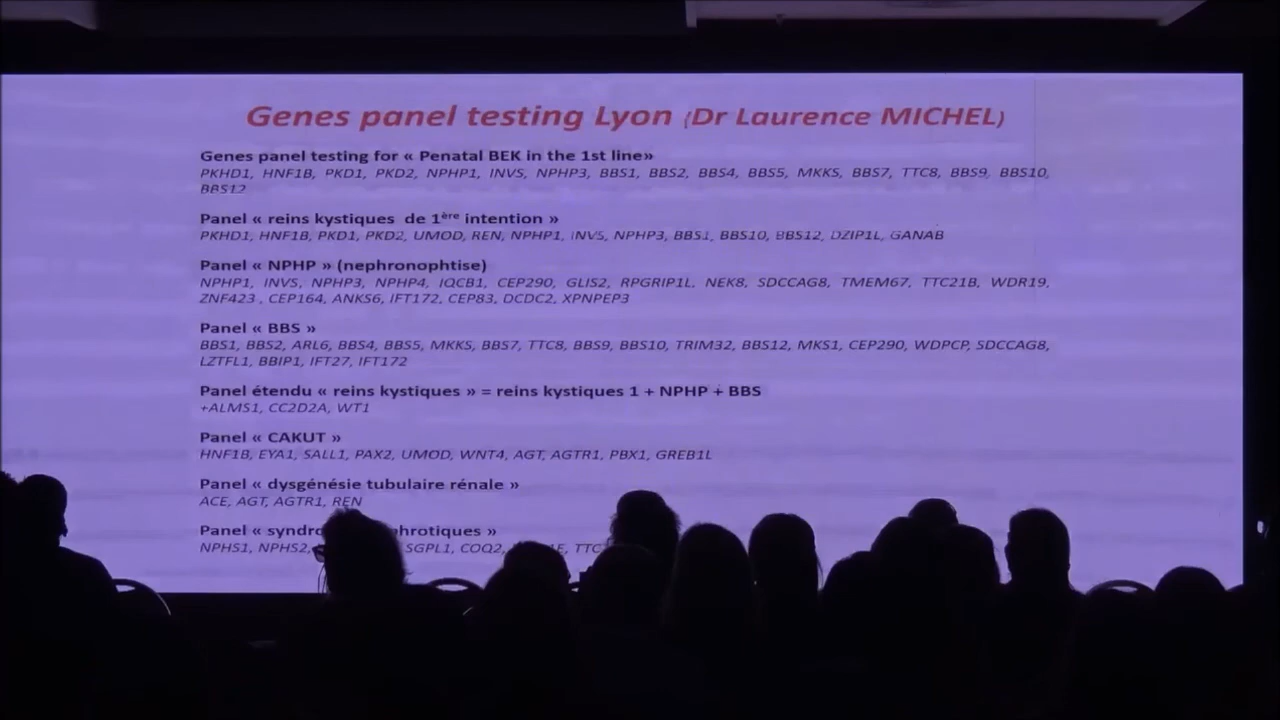 Genes panel testing Lyon (Dr Laurence MICHEL)
Genes panel testing for « Penatal BEK in the 1st line»
PKHD1, HNF1B, PKD1, PKD2, NPHP1, INVS, NPHP3, BBS1, BBS2, BBS4, BBS5, MKKS, BBS7, TTC8, BBS9, BBS10,
BBS12
Panel « reins kystiques de 1ère intention »
PKHD1, HNF1B, PKD1, PKD2, UMOD, REN, NPHP1, INVS, NPHP3, BBS1, BBS10, BBS12, DZIP1L, GANAB
Panel « NPHP » (nephronophtise)
NPHP1, INVS, NPHP3, NPHP4, IQCB1, CEP290, GLIS2, RPGRIP1L, NEK8, SDCCAG8, TMEM67, TTC21B, WDR19,
ZNF423 , CEP164, ANKS6, IFT172, CEP83, DCDC2, XPNPEP3
Panel « BBS »
BBS1, BBS2, ARL6, BBS4, BBS5, MKKS, BBS7, TTC8, BBS9, BBS10, TRIM32, BBS12, MKS1, CEP290, WDPCP, SDCCAG8,
LZTFL1, BBIP1, IFT27, IFT172
Panel étendu « reins kystiques » = reins kystiques 1 + NPHP + BBS
+ALMS1, CC2D2A, WT1
Panel « CAKUT »
HNF1B, EYA1, SALL1, PAX2, UMOD, WNT4, AGT, AGTR1, PBX1, GREB1L
Panel « dysgénésie tubulaire rénale »
ACE, AGT, AGTR1, REN
Panel « »
NPHS1, NPHS2, SGPL1, COQ2,